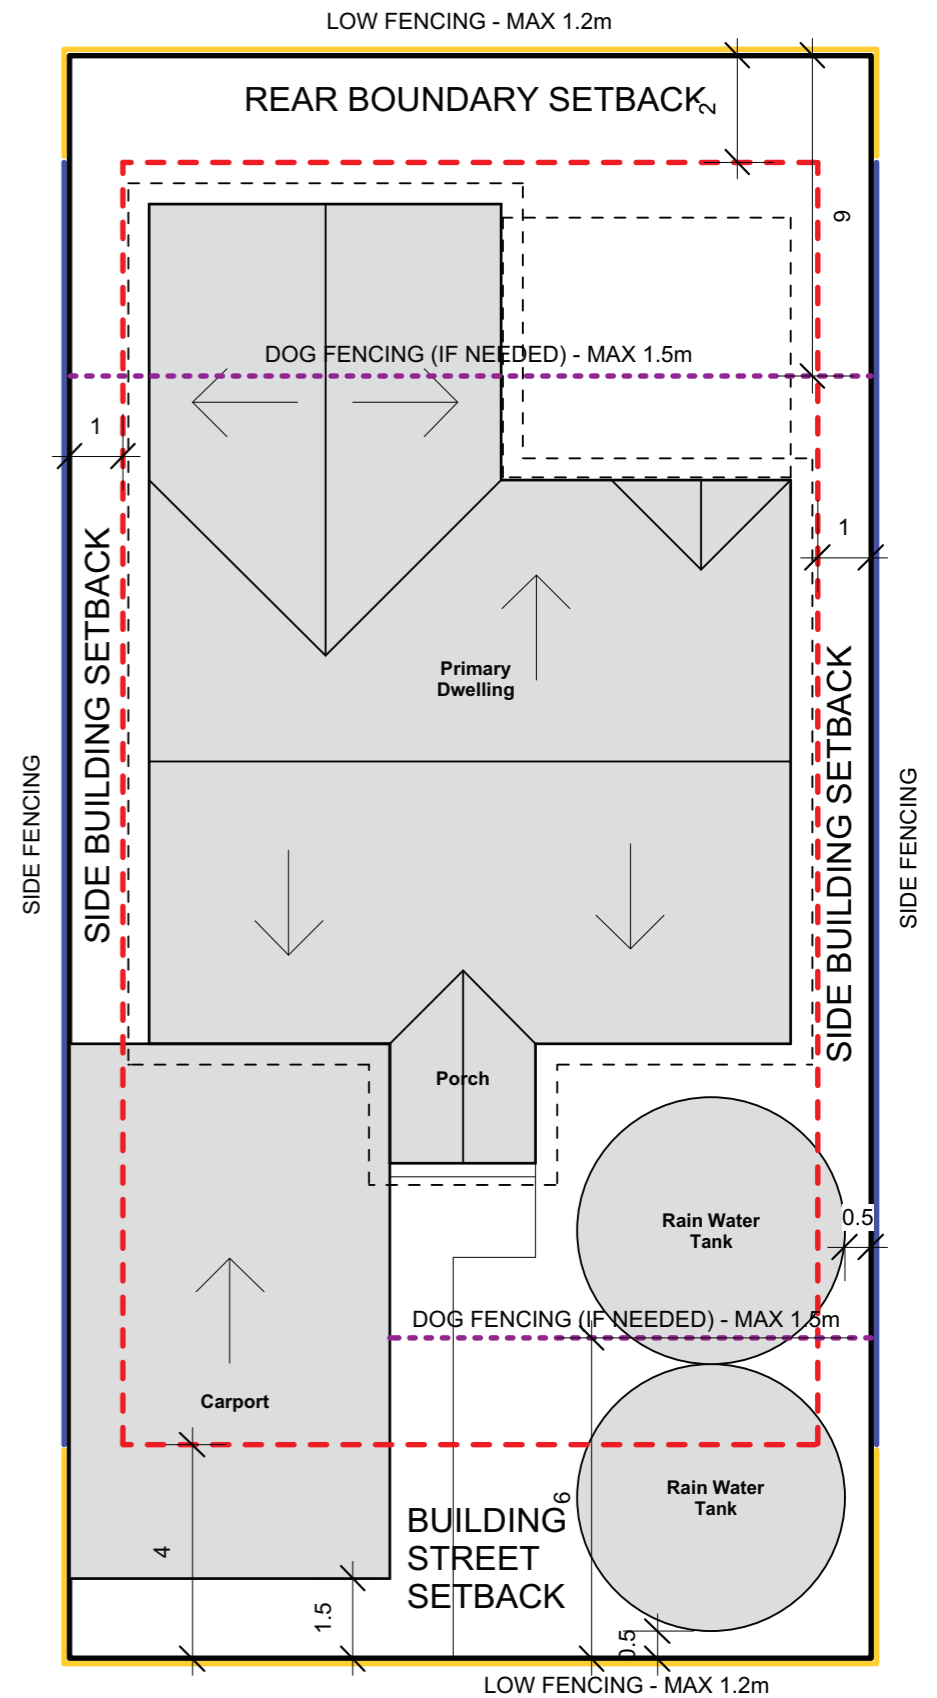 LOW FENCING - MAX 1.2m
REAR BOUNDARY SETBACK
2
6
DOG FENCING (IF NEEDED) - MAX 1.5m
1
1
SIDE BUILDING SETBACK
Primary
Dwelling
SIDE BUILDING SETBACK
SIDE FENCING
SIDE FENCING
Porch
Rain Water
Tank
0.5
DOG FENCING (IF NEEDED) - MAX 1.5m
Carport
Rain Water
Tank
6
BUILDING
STREET
SETBACK
4
1.5
0.5
LOW FENCING - MAX 1.2m